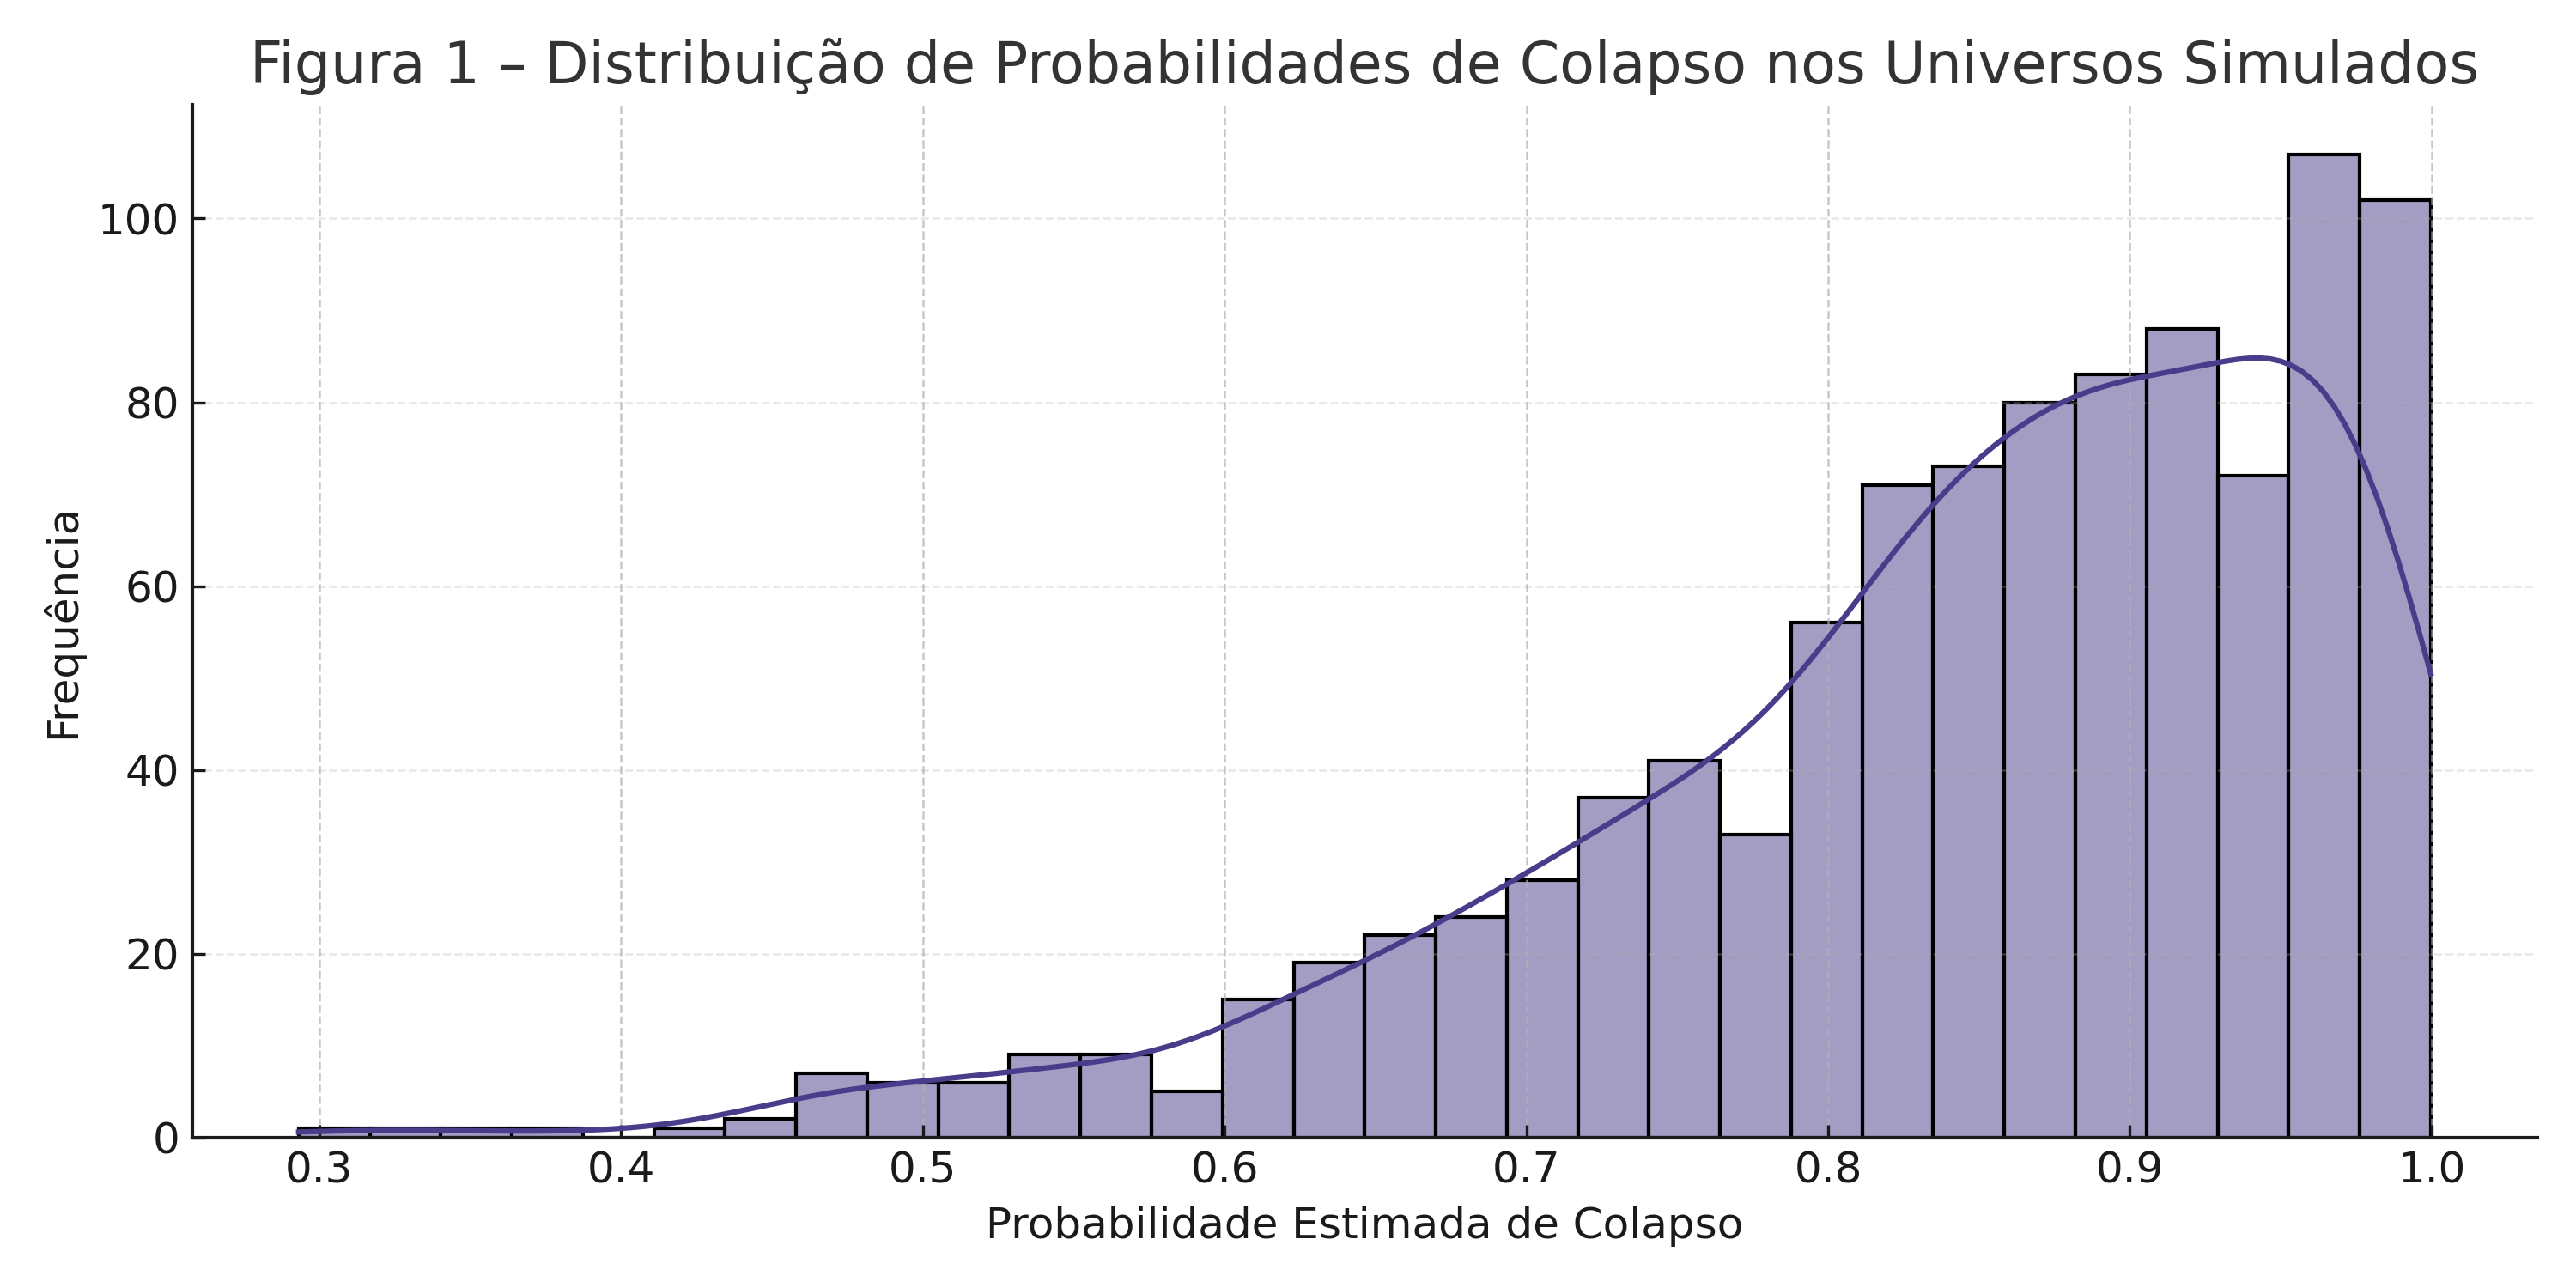 Figura 1 – Distribuição de Probabilidades de Colapso nos Universos Simulados
Frequência
100
80
60
40
20
0
0.3 0.4 0.5 0.6 0.7 0.8 0.9 1.0
Probabilidade Estimada de Colapso